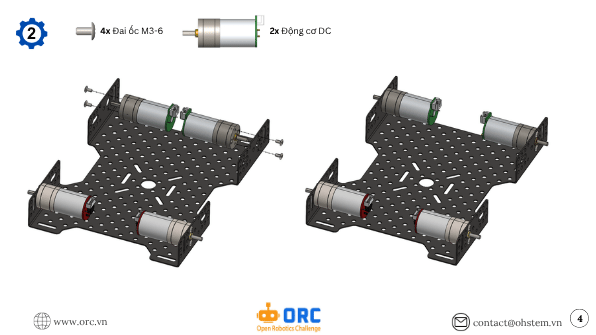 2
4x Đai ốc M3-6
2x Động cơ DC
www.orc.vn
ORC
Open Robotics Challenge
contact@ohstem.vn
4